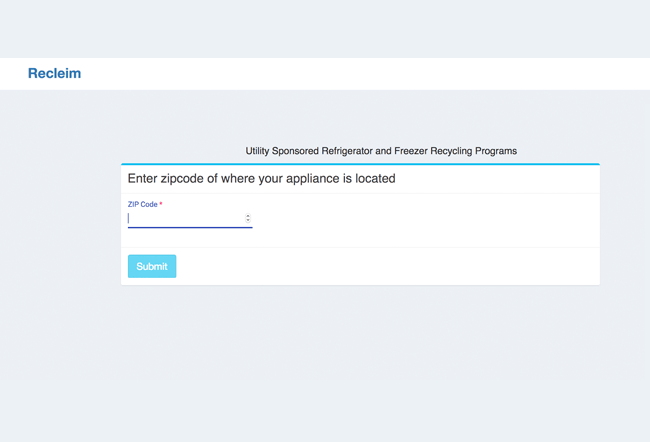 Recleim
Utility Sponsored Refrigerator and Freezer Recycling Programs
Enter zipcode of where your appliance is located
ZIP Code *
Submit